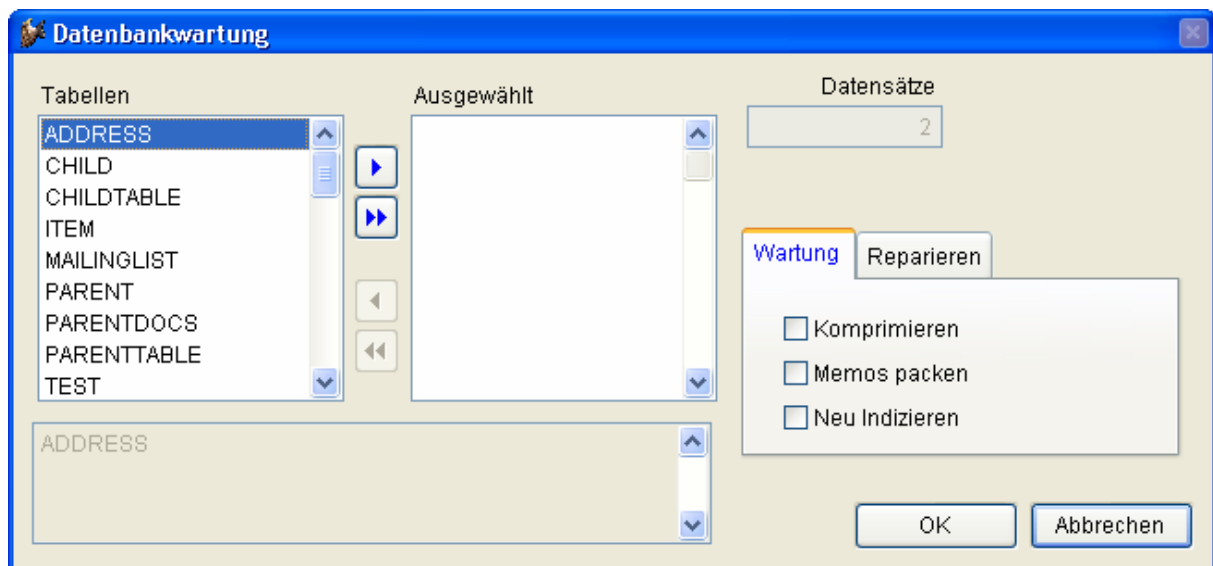 Datenbankwartung
Tabellen
Ausgewählt
Datensätze
ADDRESS
CHILD
CHILDTABLE
ITEM
MAILINGLIST
PARENT
PARENTDOCS
PARENTTABLE
TEST
2
Wartung
Reparieren
Komprimieren
Memos packen
Neu Indizieren
ADDRESS
OK
Abbrechen